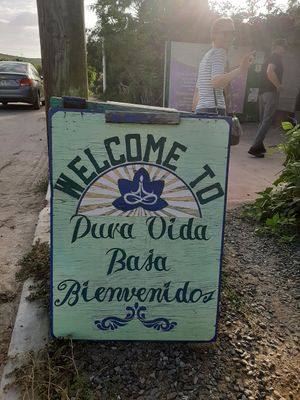 WELCOME TO
Pura Vida
Baja
Bienvenidos